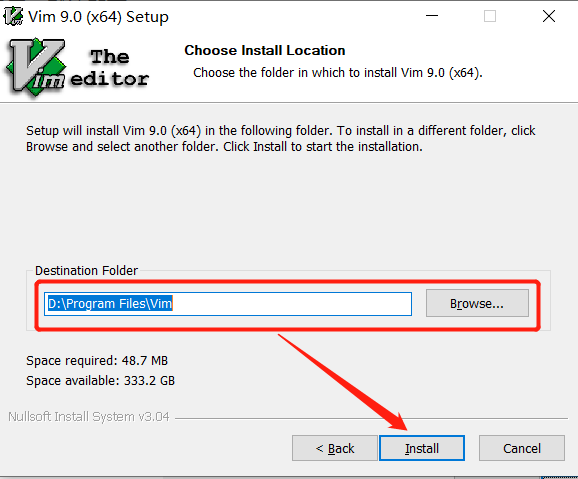 Vim 9.0 (x64) Setup
The
Vim editor
Choose Install Location
Choose the folder in which to install Vim 9.0 (x64).
Setup will install Vim 9.0 (x64) in the following folder. To install in a different folder, click
Browse and select another folder. Click Install to start the installation.
Destination Folder
D:\Program Files\Vim
Browse...
Space required: 48.7 MB
Space available: 333.2 GB
Nullsoft Install System v3.04
< Back
Install
Cancel